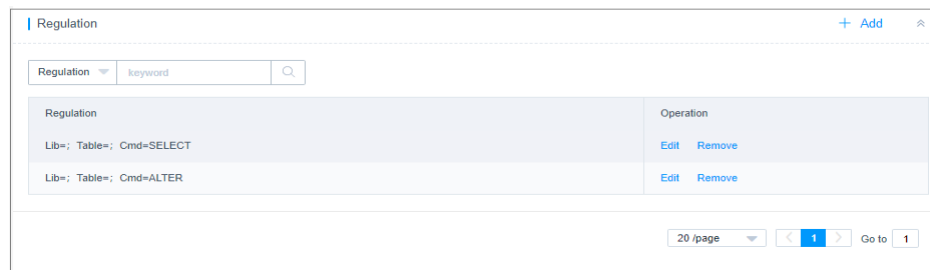 Regulation + Add
Regulation keyword
Regulation Operation
Lib=; Table=; Cmd=SELECT Edit Remove
Lib=; Table=; Cmd=ALTER Edit Remove
20 /page < 1 > Go to 1